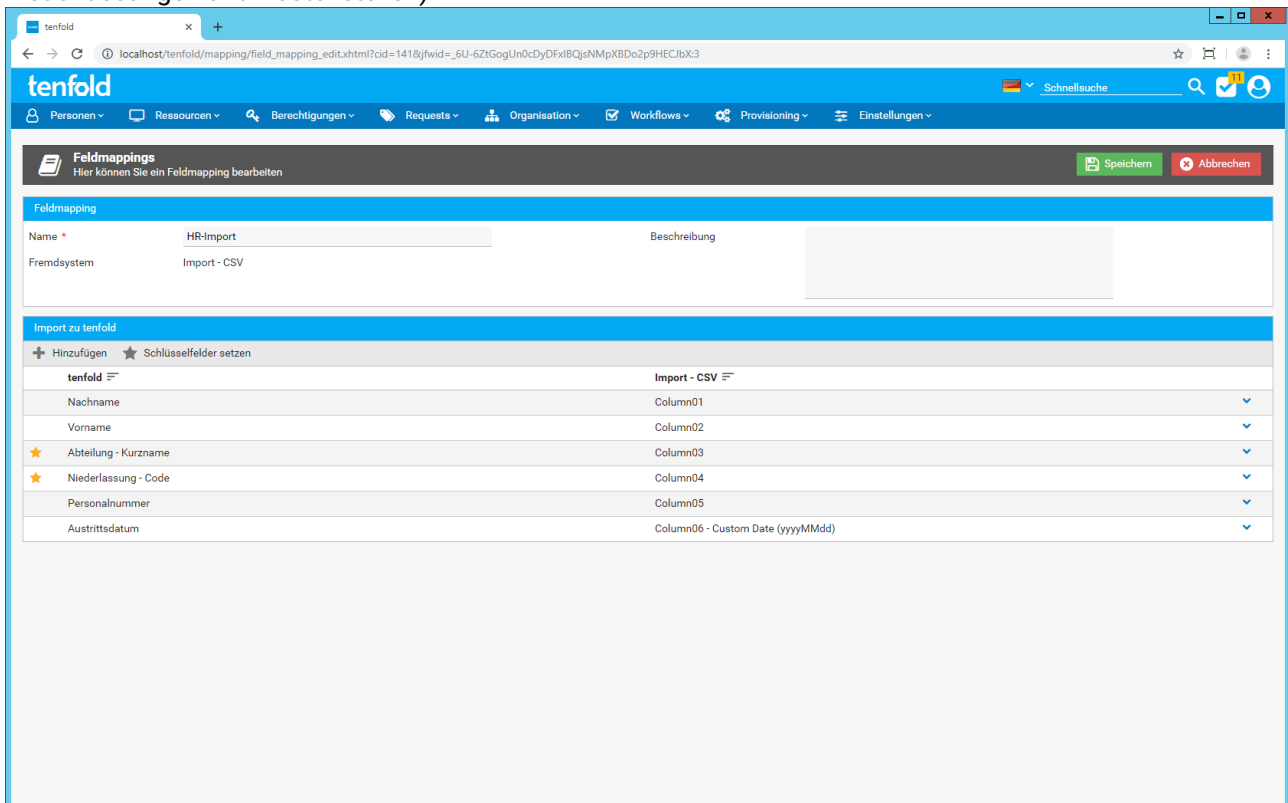 tenfold
localhost/tenfold/mapping/field_mapping_edit.xhtml?cid=141&jfwid=_6U-6ZtGogUn0cDyDFxIBQjsNMpXBDo2p9HECJbX:3
tenfold Schnellsuche 11
Personen Ressourcen Berechtigungen Requests Organisation Workflows Provisioning Einstellungen
Feldmappings
Hier können Sie ein Feldmapping bearbeiten
Speichern Abbrechen
Feldmapping
Name * HR-Import Beschreibung
Fremdsystem Import - CSV
Import zu tenfold
Hinzufügen Schlüsselfelder setzen
tenfold Import - CSV
Nachname Column01
Vorname Column02
Abteilung - Kurzname Column03
Niederlassung - Code Column04
Personalnummer Column05
Austrittsdatum Column06 - Custom Date (yyyyMMdd)